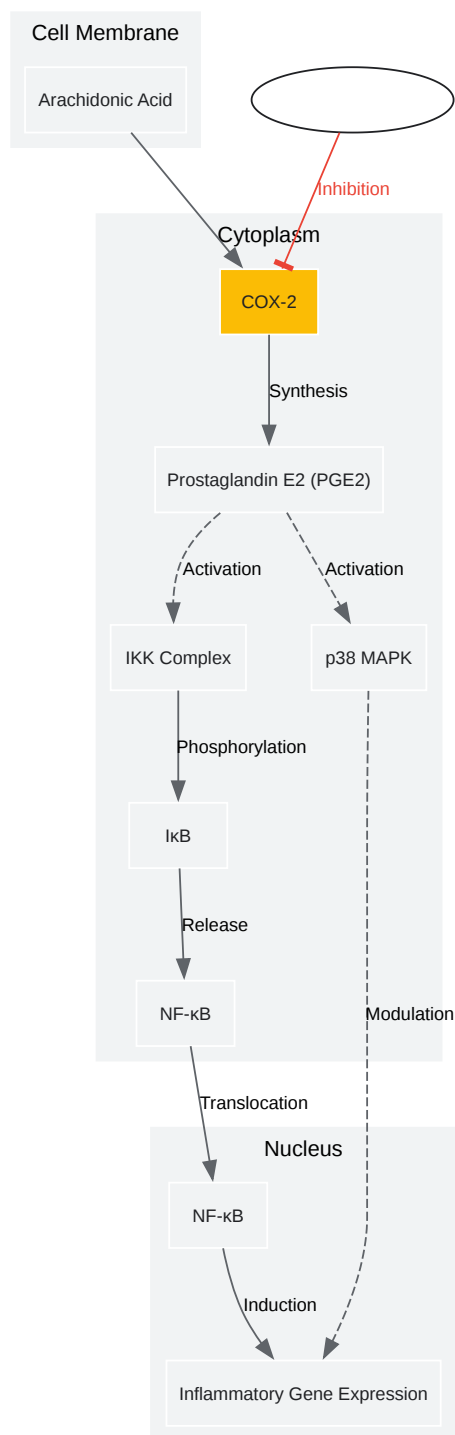 Cell Membrane
Arachidonic Acid
Inhibition
Cytoplasm
COX-2
Synthesis
Prostaglandin E2 (PGE2)
Activation
Activation
IKK Complex
p38 MAPK
Phosphorylation
IκB
Release
NF-κB
Modulation
Translocation
Nucleus
NF-κB
Induction
Inflammatory Gene Expression